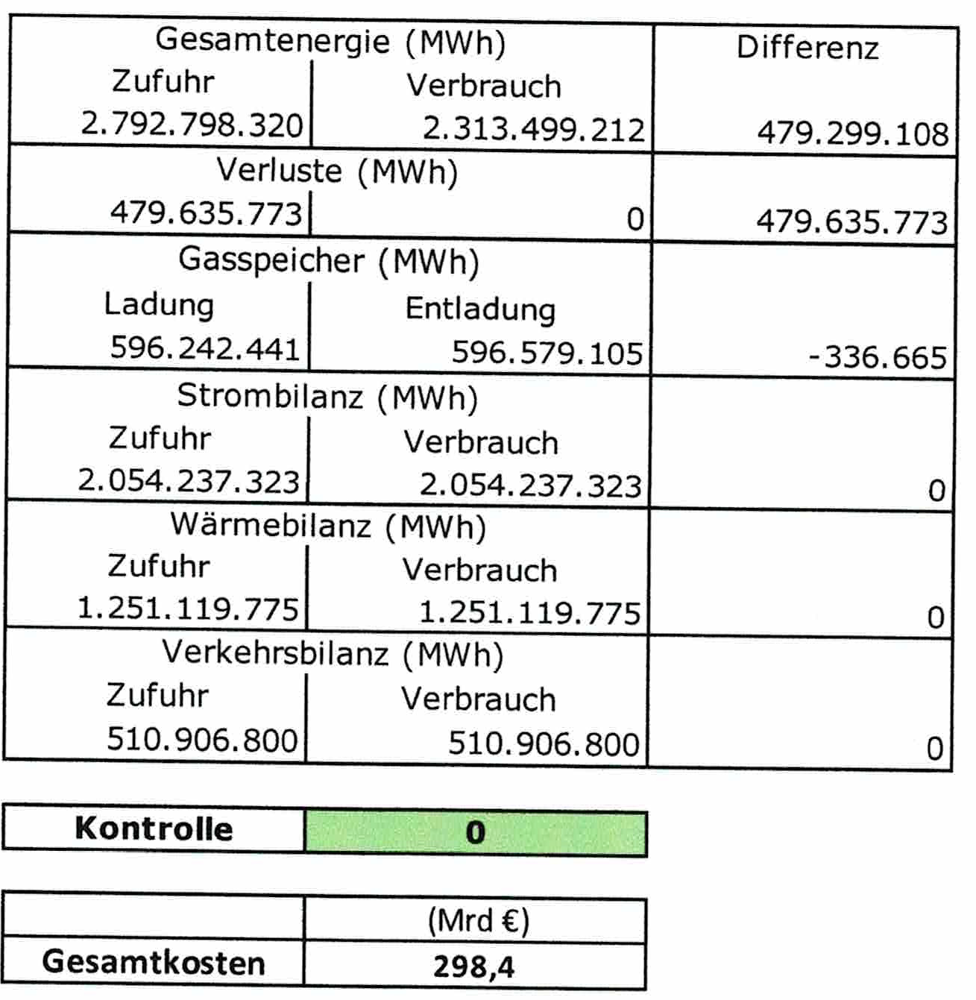 Gesamtenergie (MWh) Differenz
Zufuhr Verbrauch
2.792.798.320 2.313.499.212 479.299.108
Verluste (MWh)
479.635.773 0 479.635.773
Gasspeicher (MWh)
Ladung Entladung
596.242.441 596.579.105 -336.665
Strombilanz (MWh)
Zufuhr Verbrauch
2.054.237.323 2.054.237.323 0
Wärmebilanz (MWh)
Zufuhr Verbrauch
1.251.119.775 1.251.119.775 0
Verkehrsbilanz (MWh)
Zufuhr Verbrauch
510.906.800 510.906.800 0
Kontrolle 0
(Mrd €)
Gesamtkosten 298,4